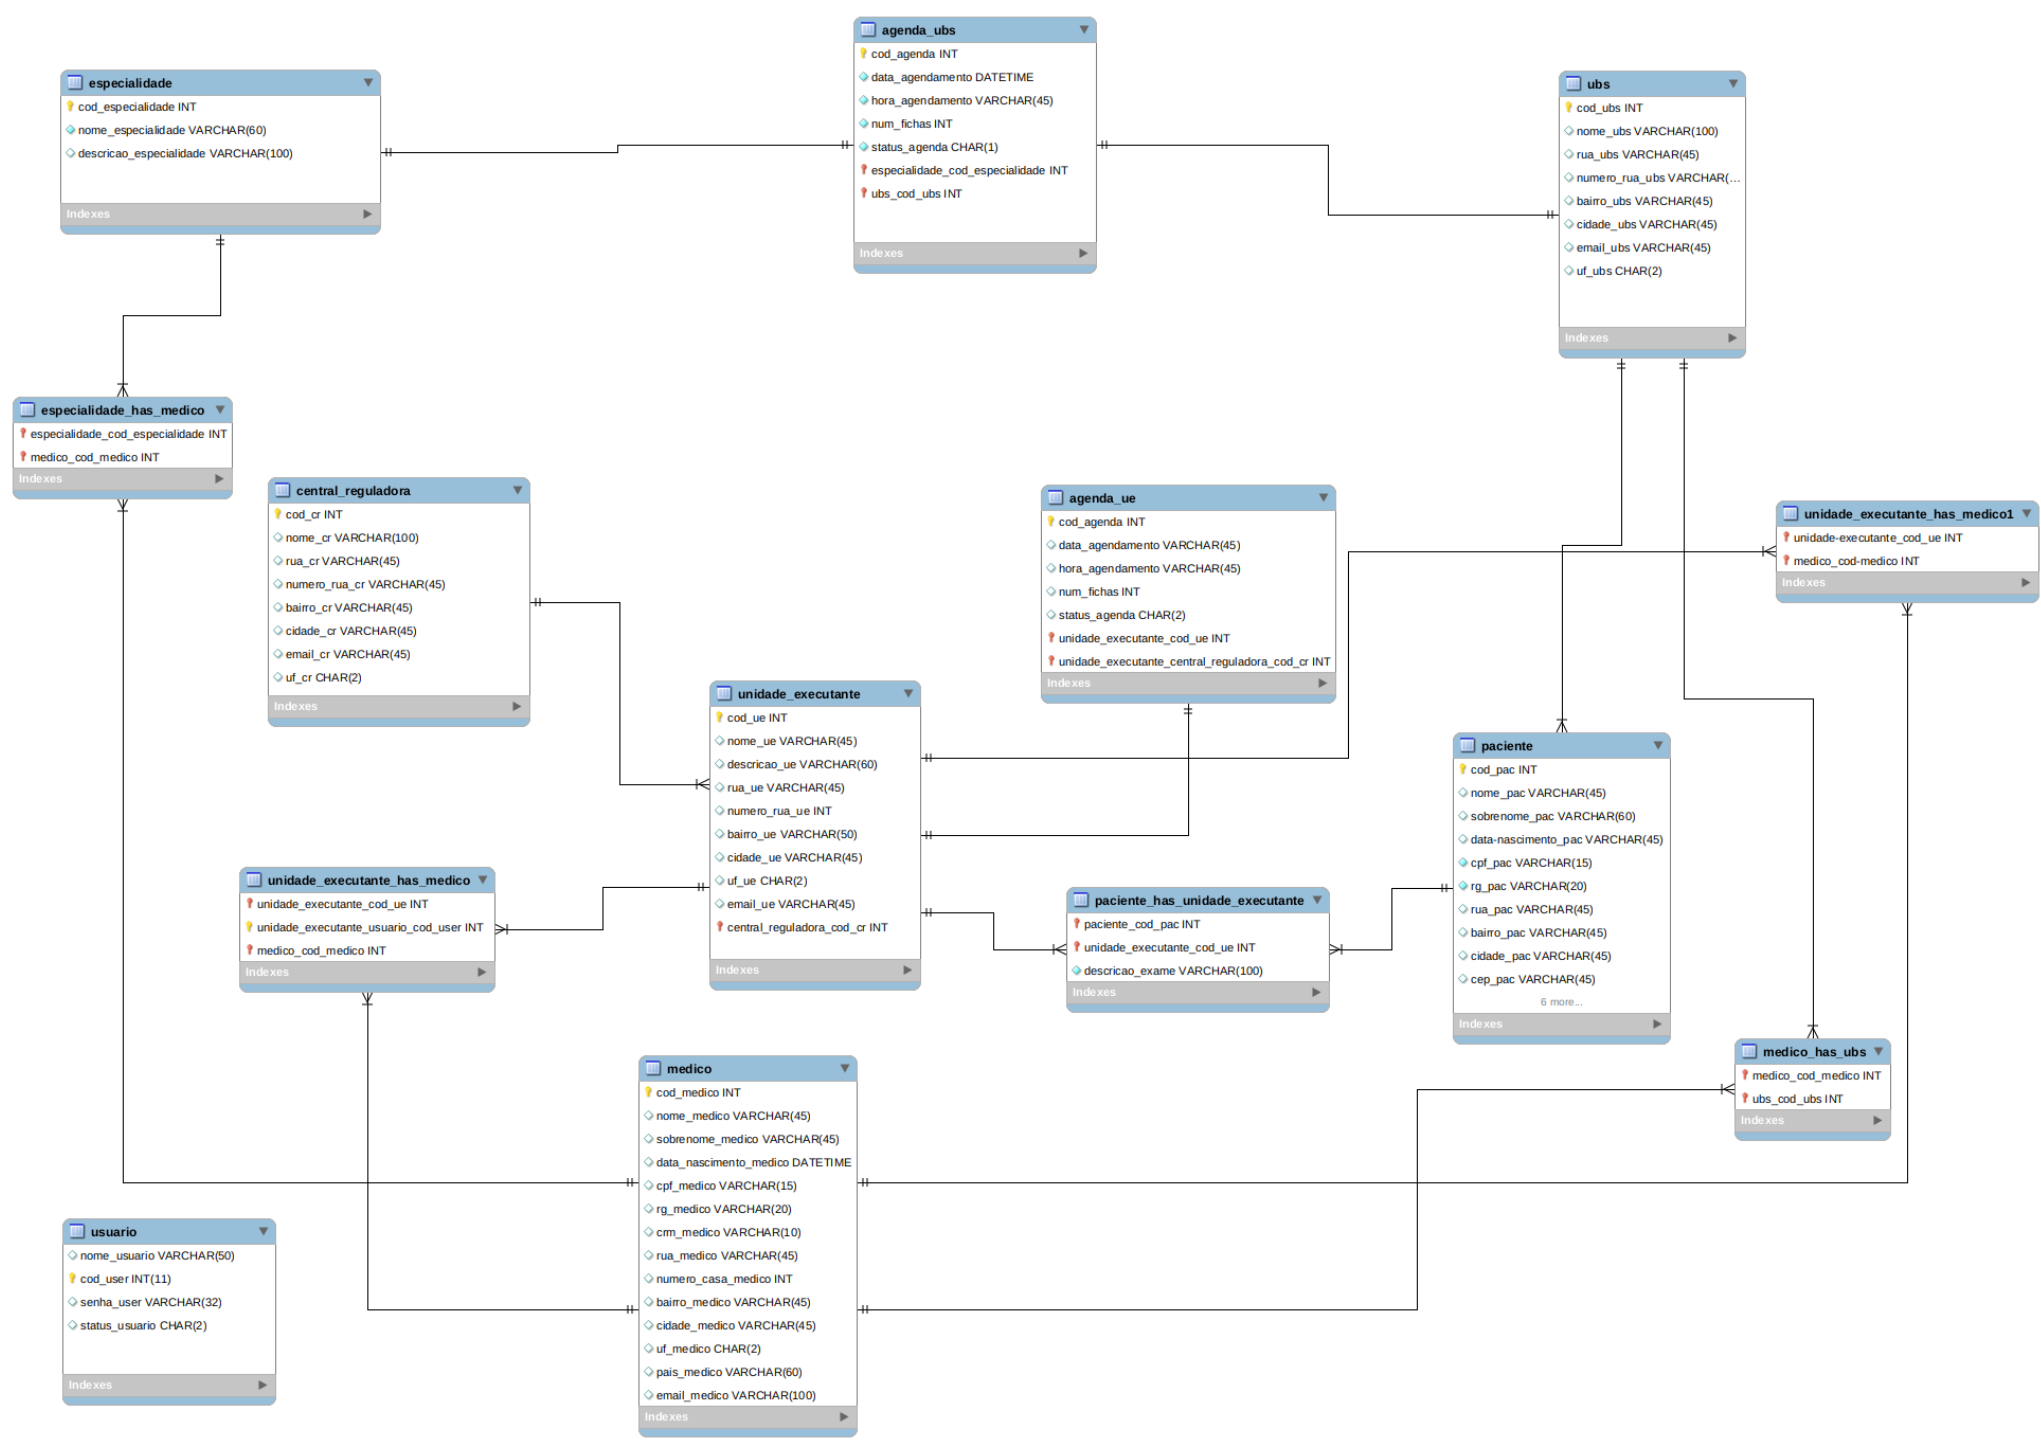 agenda_ubs
cod_agenda INT
data_agendamento DATETIME
hora_agendamento VARCHAR(45)
num_fichas INT
status_agenda CHAR(1)
especialidade_cod_especialidade INT
ubs_cod_ubs INT
Indexes
especialidade
cod_especialidade INT
nome_especialidade VARCHAR(60)
descricao_especialidade VARCHAR(100)
Indexes
ubs
cod_ubs INT
nome_ubs VARCHAR(100)
rua_ubs VARCHAR(45)
numero_rua_ubs VARCHAR(...
bairro_ubs VARCHAR(45)
cidade_ubs VARCHAR(45)
email_ubs VARCHAR(45)
uf_ubs CHAR(2)
Indexes
especialidade_has_medico
especialidade_cod_especialidade INT
medico_cod_medico INT
Indexes
central_reguladora
cod_cr INT
nome_cr VARCHAR(100)
rua_cr VARCHAR(45)
numero_rua_cr VARCHAR(45)
bairro_cr VARCHAR(45)
cidade_cr VARCHAR(45)
email_cr VARCHAR(45)
uf_cr CHAR(2)
Indexes
agenda_ue
cod_agenda INT
data_agendamento VARCHAR(45)
hora_agendamento VARCHAR(45)
num_fichas INT
status_agenda CHAR(2)
unidade_executante_cod_ue INT
unidade_executante_central_reguladora_cod_cr INT
Indexes
unidade_executante_has_medico1
unidade-executante_cod_ue INT
medico_cod-medico INT
Indexes
unidade_executante
cod_ue INT
nome_ue VARCHAR(45)
descricao_ue VARCHAR(60)
rua_ue VARCHAR(45)
numero_rua_ue INT
bairro_ue VARCHAR(50)
cidade_ue VARCHAR(45)
uf_ue CHAR(2)
email_ue VARCHAR(45)
central_reguladora_cod_cr INT
Indexes
paciente
cod_pac INT
nome_pac VARCHAR(45)
sobrenome_pac VARCHAR(60)
data-nascimento_pac VARCHAR(45)
cpf_pac VARCHAR(15)
rg_pac VARCHAR(20)
rua_pac VARCHAR(45)
bairro_pac VARCHAR(45)
cidade_pac VARCHAR(45)
cep_pac VARCHAR(45)
6 more...
Indexes
unidade_executante_has_medico
unidade_executante_cod_ue INT
unidade_executante_usuario_cod_user INT
medico_cod_medico INT
Indexes
paciente_has_unidade_executante
paciente_cod_pac INT
unidade_executante_cod_ue INT
descricao_exame VARCHAR(100)
Indexes
medico_has_ubs
medico_cod_medico INT
ubs_cod_ubs INT
Indexes
medico
cod_medico INT
nome_medico VARCHAR(45)
sobrenome_medico VARCHAR(45)
data_nascimento_medico DATETIME
cpf_medico VARCHAR(15)
rg_medico VARCHAR(20)
crm_medico VARCHAR(10)
rua_medico VARCHAR(45)
numero_casa_medico INT
bairro_medico VARCHAR(45)
cidade_medico VARCHAR(45)
uf_medico CHAR(2)
pais_medico VARCHAR(60)
email_medico VARCHAR(100)
Indexes
usuario
nome_usuario VARCHAR(50)
cod_user INT(11)
senha_user VARCHAR(32)
status_usuario CHAR(2)
Indexes